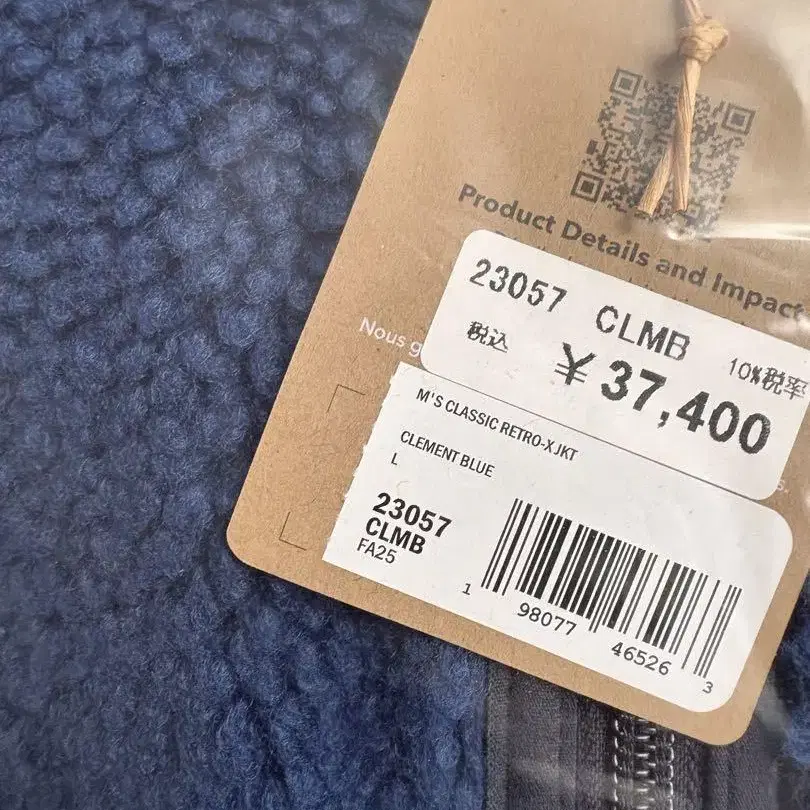 Product Details and Impact
Nous g
23057 CLMB
税込 10%税率
¥37,400
M'S CLASSIC RETRO-X JKT
CLEMENT BLUE
L
23057
CLMB
FA25
1 98077 46526 3